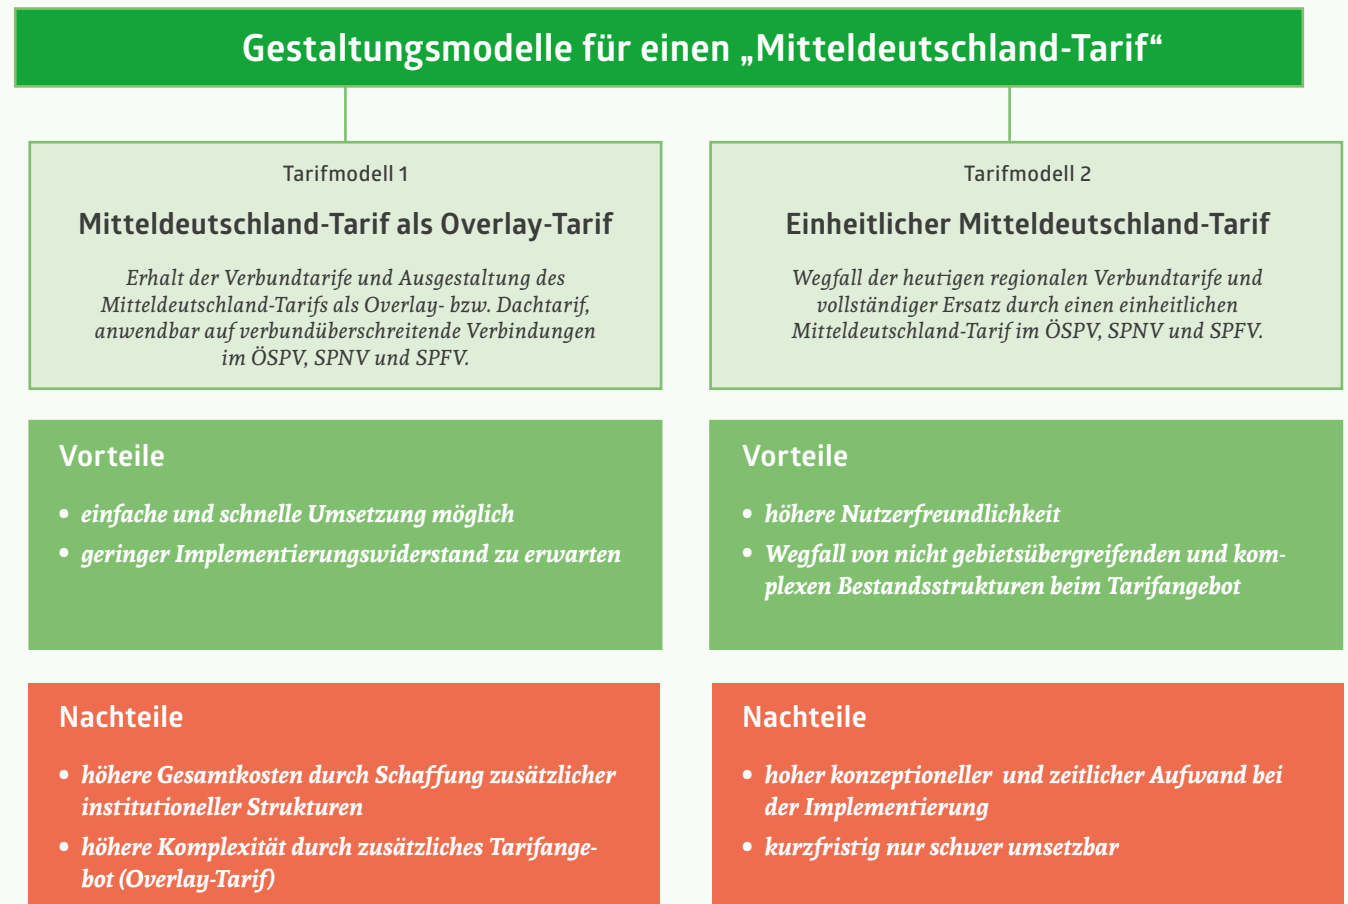 Gestaltungsmodelle für einen „Mitteldeutschland-Tarif“
Tarifmodell 1
Mitteldeutschland-Tarif als Overlay-Tarif
Erhalt der Verbundtarife und Ausgestaltung des
Mitteldeutschland-Tarifs als Overlay- bzw. Dachtarif,
anwendbar auf verbundüberschreitende Verbindungen
im ÖSPV, SPNV und SPFV.
Vorteile
• einfache und schnelle Umsetzung möglich
• geringer Implementierungswiderstand zu erwarten
Nachteile
• höhere Gesamtkosten durch Schaffung zusätzlicher
institutioneller Strukturen
• höhere Komplexität durch zusätzliches Tarifange-
bot (Overlay-Tarif)
Tarifmodell 2
Einheitlicher Mitteldeutschland-Tarif
Wegfall der heutigen regionalen Verbundtarife und
vollständiger Ersatz durch einen einheitlichen
Mitteldeutschland-Tarif im ÖSPV, SPNV und SPFV.
Vorteile
• höhere Nutzerfreundlichkeit
• Wegfall von nicht gebietsübergreifenden und kom-
plexen Bestandsstrukturen beim Tarifangebot
Nachteile
• hoher konzeptioneller und zeitlicher Aufwand bei
der Implementierung
• kurzfristig nur schwer umsetzbar